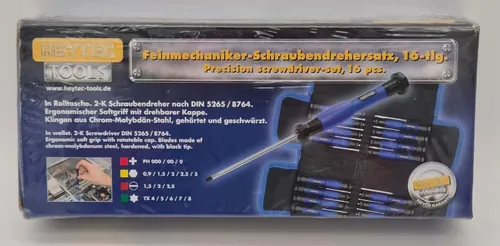 HEYTEC
TOOLS
www.heytec-tools.de
Feinmechaniker-Schraubendrehersatz, 16-tlg.
Precision screwdriver-set, 16 pcs.
In Rolltasche. 2-K Schraubendreher nach DIN 5265 / 8764.
Ergonomischer Softgriff mit drehbarer Kappe.
Klingen aus Chrom-Molybdän-Stahl, gehärtet und geschwärzt.
In wallet. 2-K Screwdriver DIN 5265 / 8764.
Ergonomic soft grip with rotatable cap. Blades made of
chrom-molybdenum steel, hardened, with black tip.
PH 000 / 00 / 0
0,9 / 1,5 / 2 / 2,5 / 3
1,5 / 2 / 2,5
TX 4 / 5 / 6 / 7 / 8